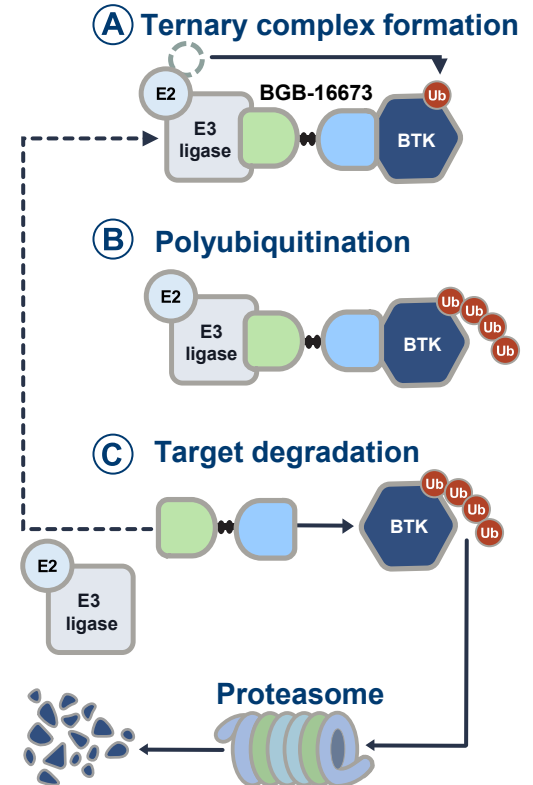 A Ternary complex formation
E2
BGB-16673
Ub
E3
ligase
BTK
B Polyubiquitination
E2
Ub
Ub
Ub
Ub
E3
ligase
BTK
C Target degradation
Ub
Ub
Ub
Ub
BTK
E2
E3
ligase
Proteasome